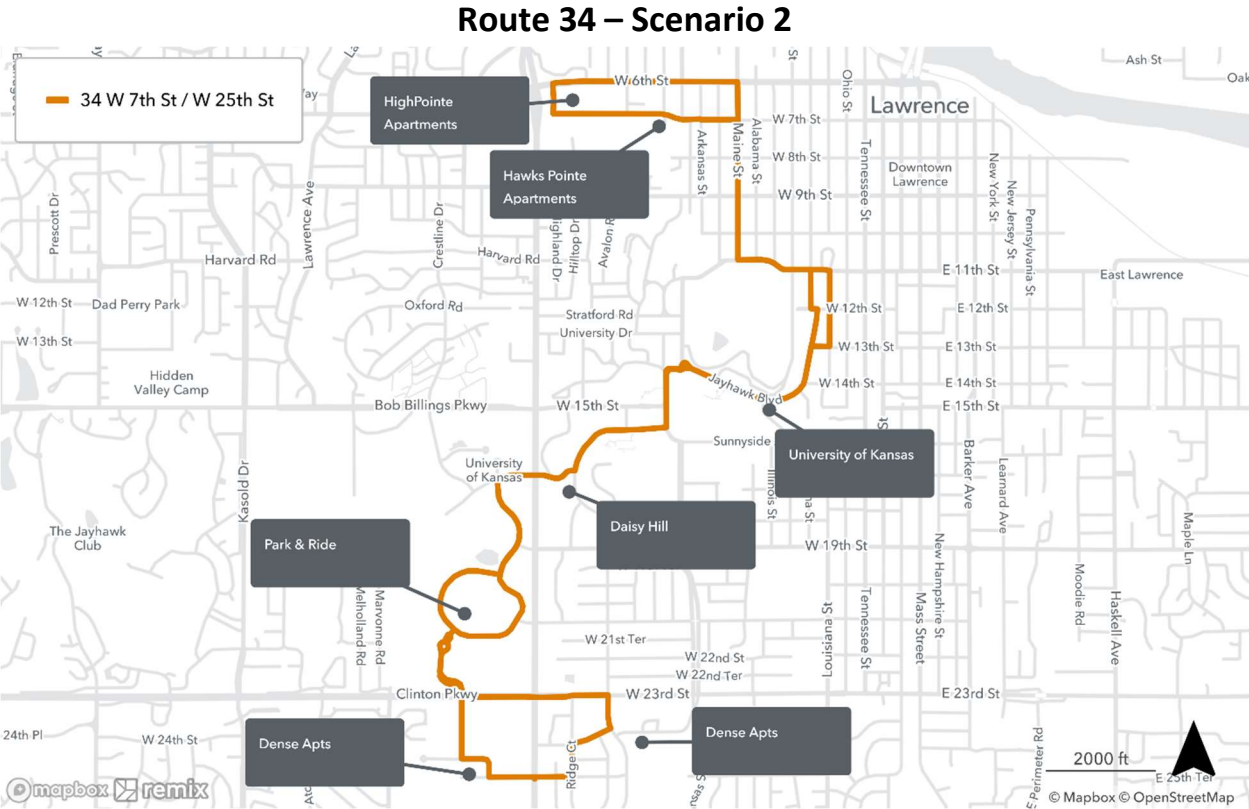 Route 34 – Scenario 2
34 W 7th St / W 25th St
HighPointe
Apartments
Hawks Pointe
Apartments
W 6th St
Ohio St
Lawrence
Ash St
Oak
W 7th St
Arkansas St
Maine St
Alabama St
W 8th St
Tennessee St
Downtown
Lawrence
W 9th St
New York St
New Jersey St
Pennsylvania St
Prescott Dr
Lawrence Ave
Crestline Dr
Harvard Rd
Harvard Rd
Hilltop Dr
E 11th St
East Lawrence
W 12th St
Dad Perry Park
Oxford Rd
Stratford Rd
University Dr
W 12th St
E 12th St
W 13th St
W 13th St
E 13th St
Hidden
Valley Camp
Jayhawk Blvd
W 14th St
E 14th St
Bob Billings Pkwy
W 15th St
E 15th St
Sunnyside
University of Kansas
University
of Kansas
Kasold Dr
Illinois St
Barker Ave
Learnard Ave
The Jayhawk
Club
Park & Ride
Daisy Hill
Maple Ln
W 19th St
New Hampshire St
Marvonne Rd
Moodie Rd
Haskell Ave
Louisiana St
Tennessee St
Mass Street
W 21st Ter
W 22nd St
W 22nd Ter
Clinton Pkwy
W 23rd St
E 23rd St
24th Pl
W 24th St
Dense Apts
Ridge Ct
Dense Apts
E Perimeter Rd
2000 ft
E 25th Ter
mapbox remix
© Mapbox © OpenStreetMap